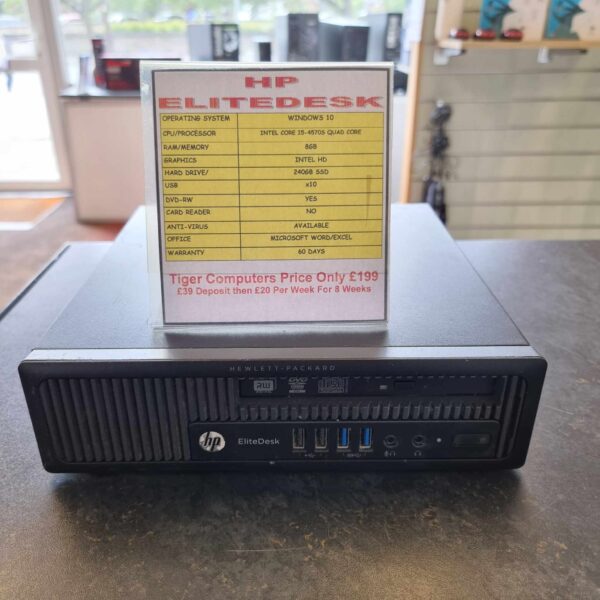 HP
ELITEDESK
OPERATING SYSTEM WINDOWS 10
CPU/PROCESSOR INTEL CORE I5-4570S QUAD CORE
RAM/MEMORY 8GB
GRAPHICS INTEL HD
HARD DRIVE/ 240GB SSD
USB x10
DVD-RW YES
CARD READER NO
ANTI-VIRUS AVAILABLE
OFFICE MICROSOFT WORD/EXCEL
WARRANTY 60 DAYS
Tiger Computers Price Only £199
£39 Deposit then £20 Per Week For 8 Weeks
HEWLETT-PACKARD
RW DVD
hp EliteDesk